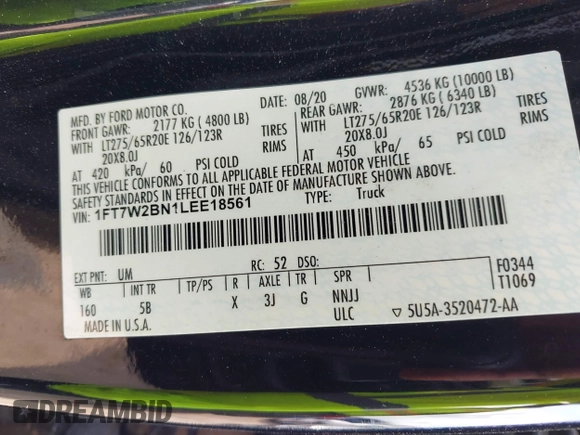 MFD. BY FORD MOTOR CO.
DATE: 08/20 GVWR: 4536 KG (10000 LB)
FRONT GAWR: 2177 KG (4800 LB) REAR GAWR: 2876 KG (6340 LB)
WITH LT275/65R20E 126/123R TIRES WITH LT275/65R20E 126/123R TIRES
20X8.0J RIMS 20X8.0J RIMS
AT 420 kPa/ 60 PSI COLD AT 450 kPa/ 65 PSI COLD
THIS VEHICLE CONFORMS TO ALL APPLICABLE FEDERAL MOTOR VEHICLE
SAFETY STANDARDS IN EFFECT ON THE DATE OF MANUFACTURE SHOWN ABOVE.
VIN: 1FT7W2BN1LEE18561 TYPE: Truck
EXT PNT: UM RC: 52 DSO: F0344
WB INT TR TP/PS R AXLE TR SPR T1069
160 5B X 3J G NNJJ
MADE IN U.S.A. ULC ▽ 5U5A-3520472-AA
DREAMBID